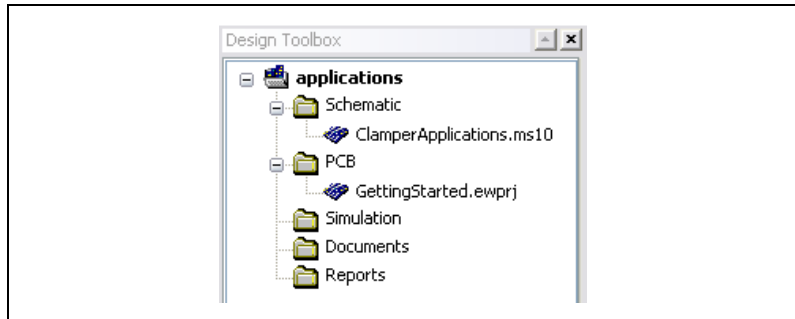 Design Toolbox
applications
Schematic
ClamperApplications.ms10
PCB
GettingStarted.ewprj
Simulation
Documents
Reports